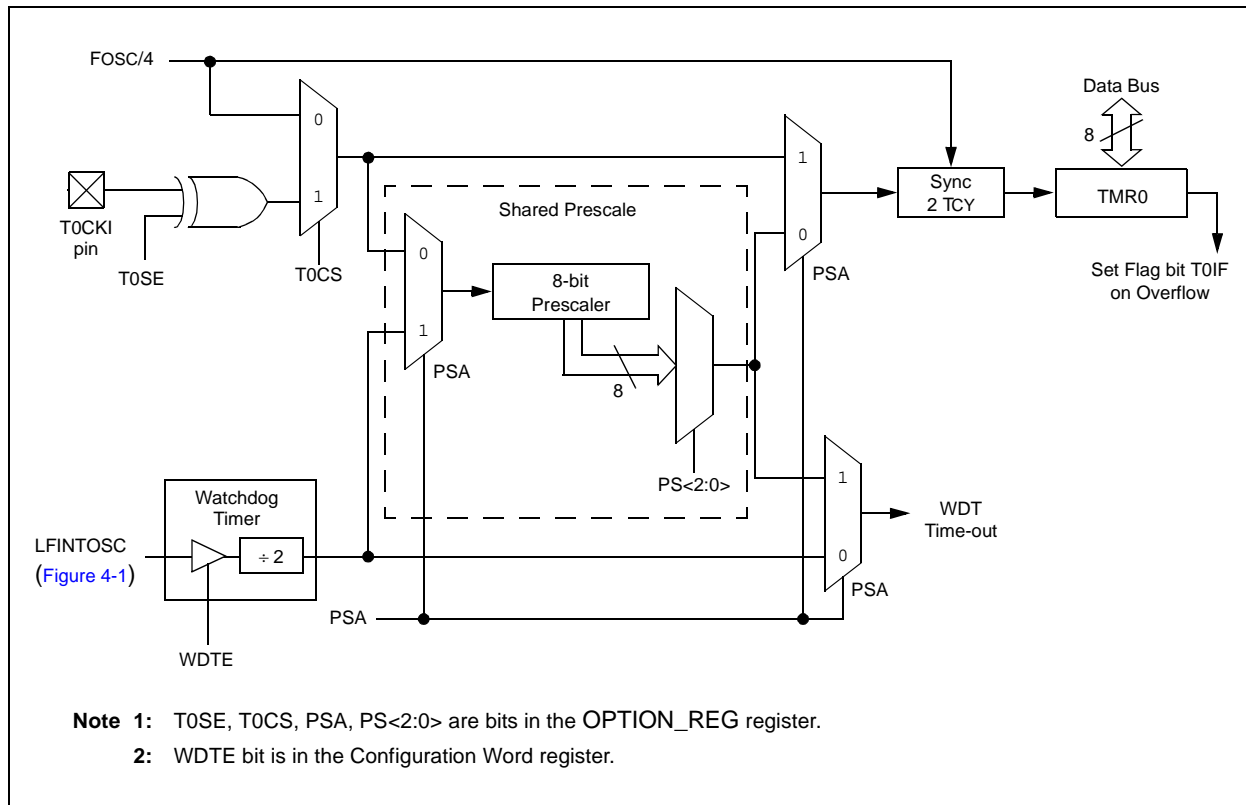 FOSC/4
Data Bus
8
0
1
1
Sync
2 TCY
TMR0
T0CKI
pin
T0SE
T0CS
Shared Prescale
0
8-bit
Prescaler
0
PSA
Set Flag bit T0IF
on Overflow
1
PSA
8
PS<2:0>
1
WDT
Time-out
Watchdog
Timer
LFINTOSC
(Figure 4-1)
÷ 2
0
PSA
PSA
WDTE
Note 1: T0SE, T0CS, PSA, PS<2:0> are bits in the OPTION_REG register.
2: WDTE bit is in the Configuration Word register.